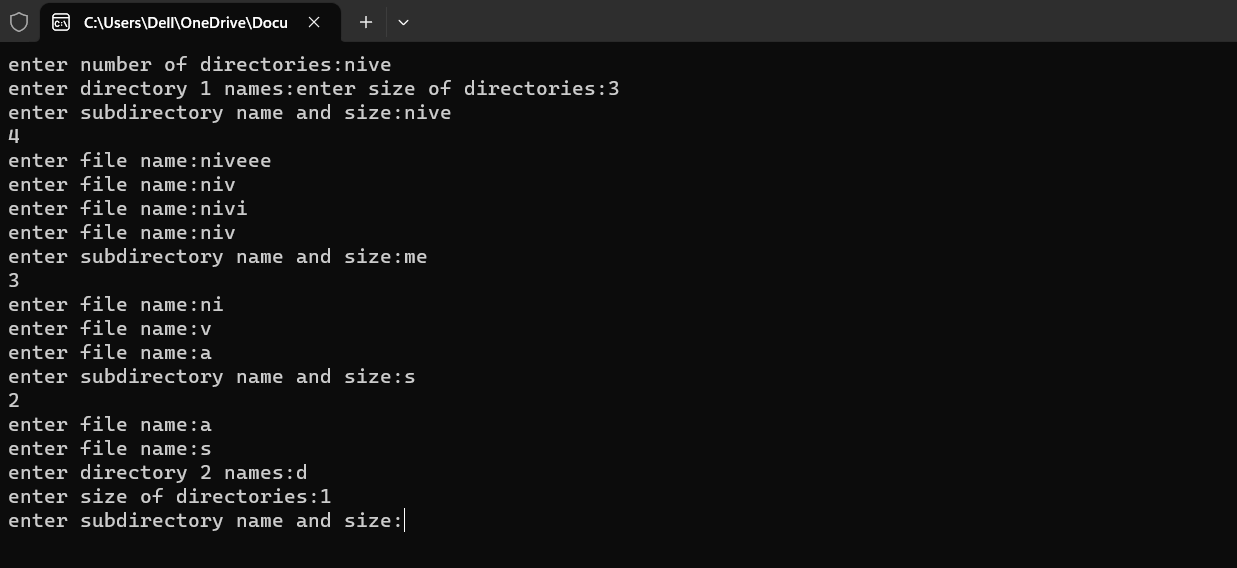 C:\Users\Dell\OneDrive\Docu
enter number of directories:nive
enter directory 1 names:enter size of directories:3
enter subdirectory name and size:nive
4
enter file name:niveee
enter file name:niv
enter file name:nivi
enter file name:niv
enter subdirectory name and size:me
3
enter file name:ni
enter file name:v
enter file name:a
enter subdirectory name and size:s
2
enter file name:a
enter file name:s
enter directory 2 names:d
enter size of directories:1
enter subdirectory name and size: